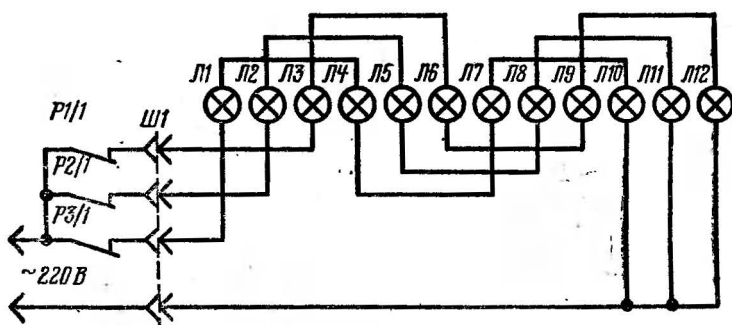 Л1 Л2 Л3 Л4 Л5 Л6 Л7 Л8 Л9 Л10 Л11 Л12
Р1/1 Ш1
Р2/1
Р3/1
~220 В